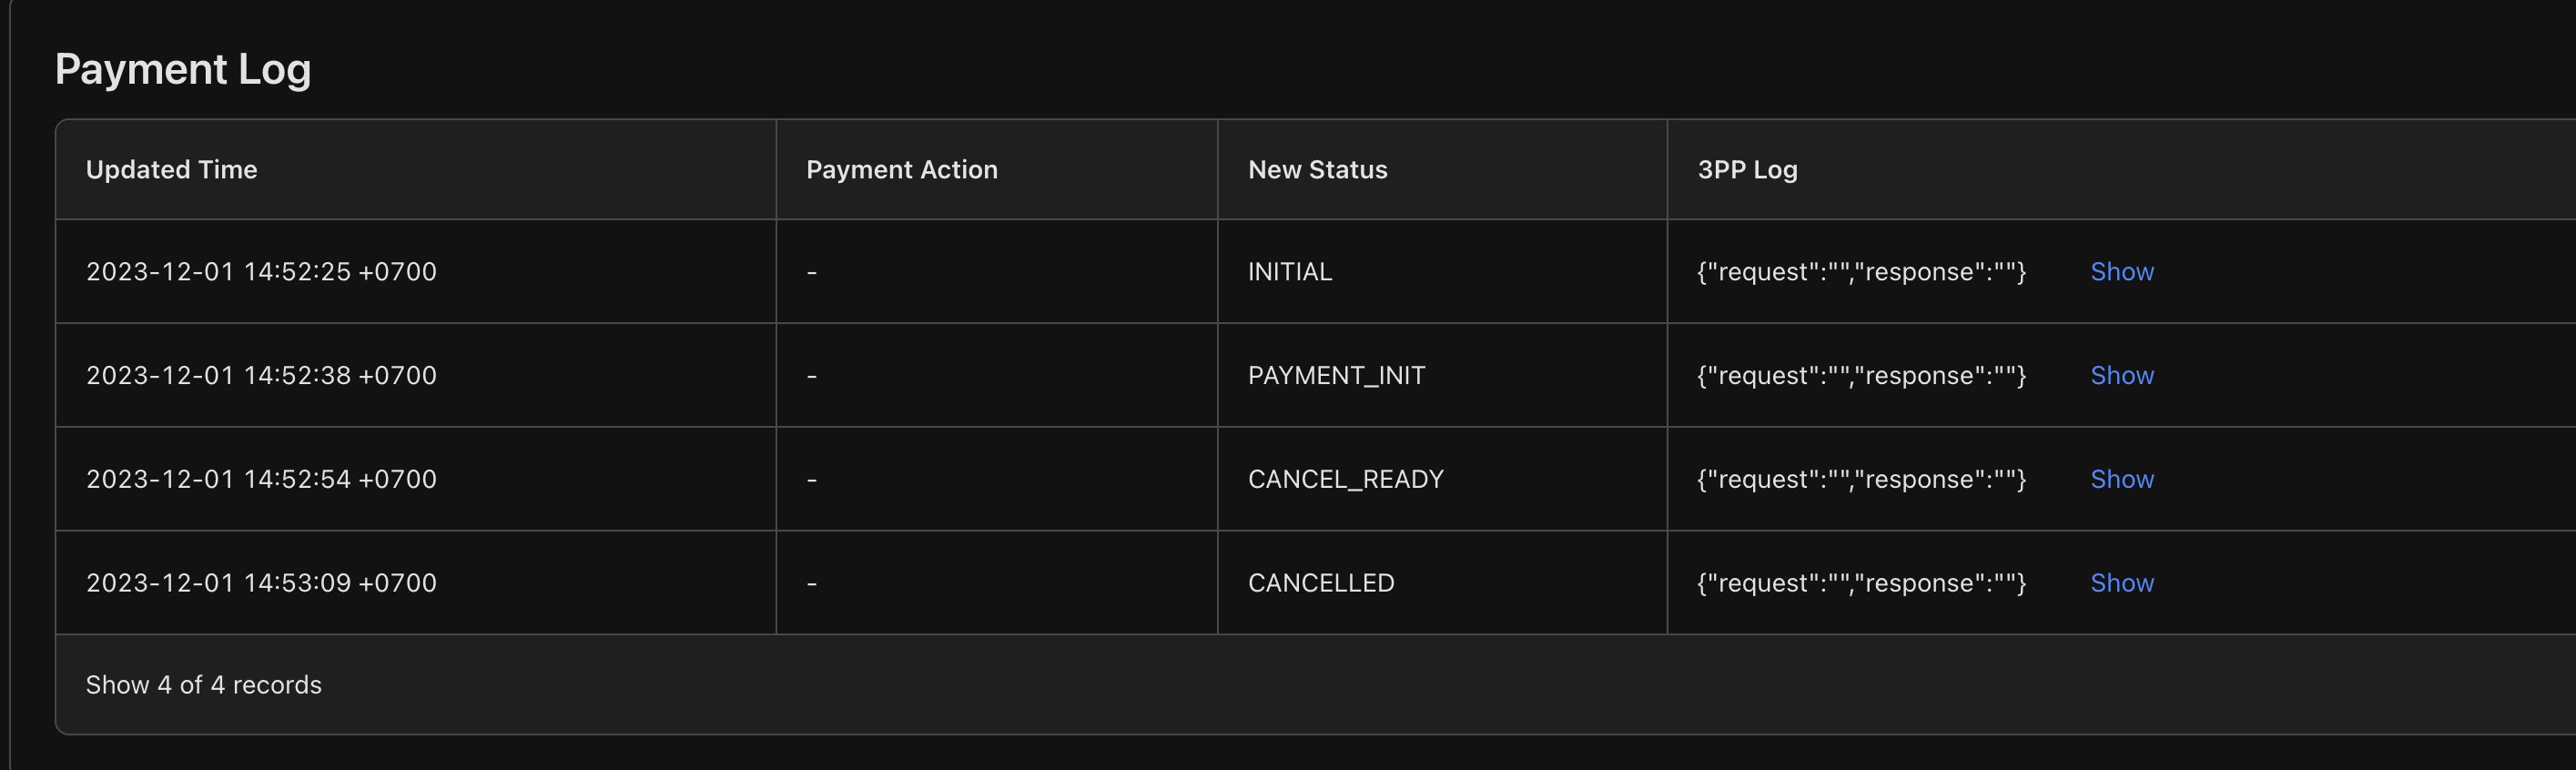 Payment Log
Updated Time Payment Action New Status 3PP Log
2023-12-01 14:52:25 +0700 - INITIAL {"request":"","response":""} Show
2023-12-01 14:52:38 +0700 - PAYMENT_INIT {"request":"","response":""} Show
2023-12-01 14:52:54 +0700 - CANCEL_READY {"request":"","response":""} Show
2023-12-01 14:53:09 +0700 - CANCELLED {"request":"","response":""} Show
Show 4 of 4 records